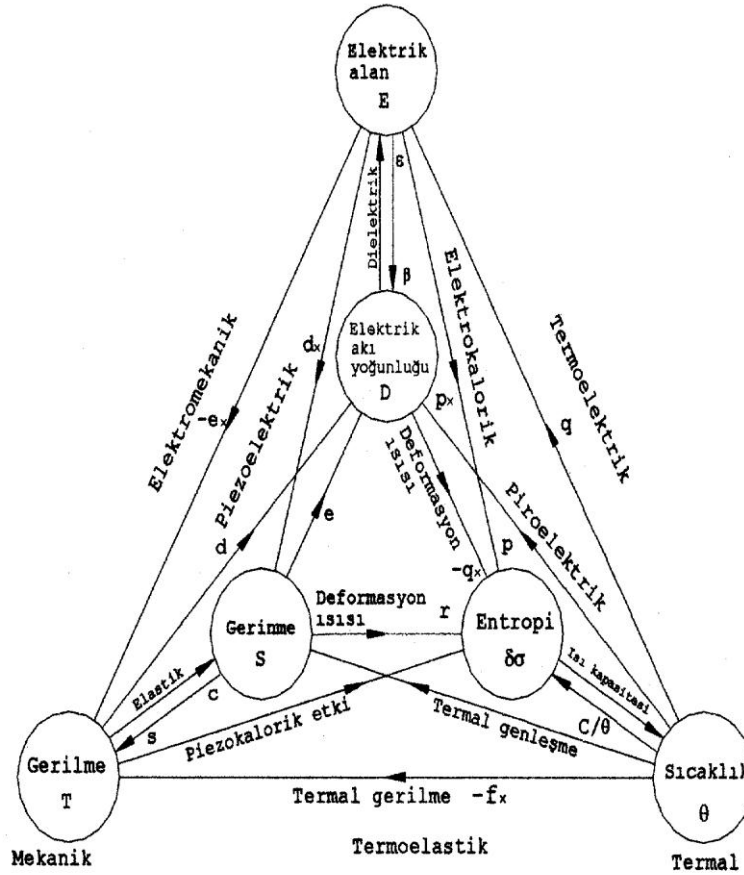 Elektrik
alan
E
ε
Dielektrik
β
Elektrik
akı
yoğunluğu
D
Elektromekanik
-ex
Piezoelektrik
dx
d
e
Elektrokalorik
px
Termoelektrik
q
Deformasyon
ısısı
-qx
Piroelektrik
p
Gerinme
S
Deformasyon
ısısı
r
Entropi
δσ
Elastik
c
s
Piezokalorik etki
Termal genleşme
Isı kapasitesi
C/θ
Gerilme
T
Termal gerilme -fx
Sıcaklık
θ
Mekanik
Termoelastik
Termal